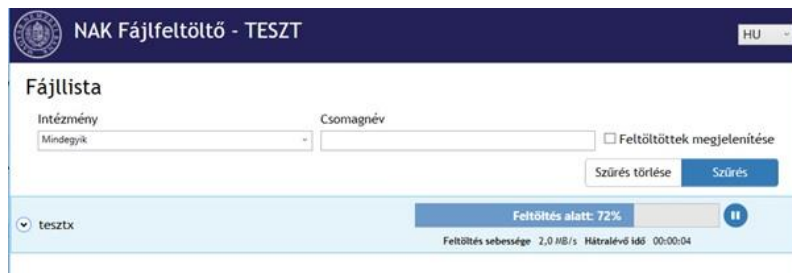 NAK Fájlfeltöltő - TESZT
HU
Fájllista
Intézmény
Csomagnév
Mindegyik
Feltöltöttek megjelenítése
Szűrés törlése
Szűrés
tesztx
Feltöltés alatt: 72%
Feltöltés sebessége 2,0 MB/s Hátralévő idő 00:00:04